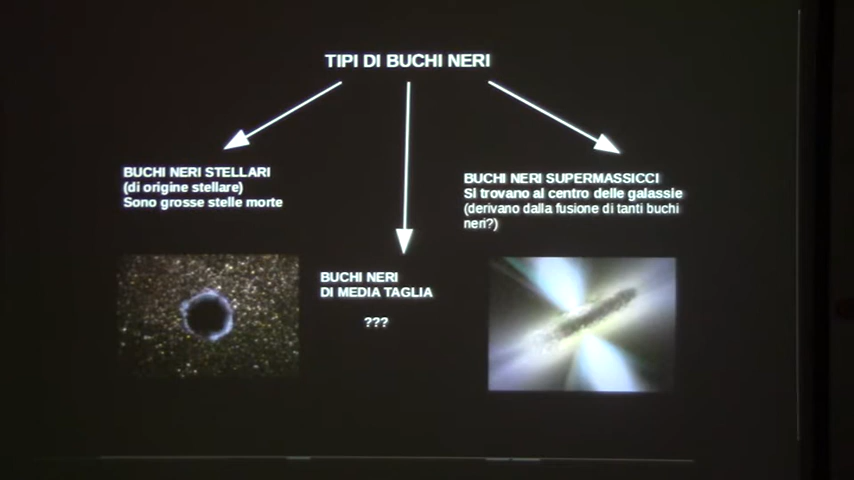 TIPI DI BUCHI NERI
BUCHI NERI STELLARI
(di origine stellare)
Sono grosse stelle morte
BUCHI NERI
DI MEDIA TAGLIA
???
BUCHI NERI SUPERMASSICCI
Si trovano al centro delle galassie
(derivano dalla fusione di tanti buchi
neri?)